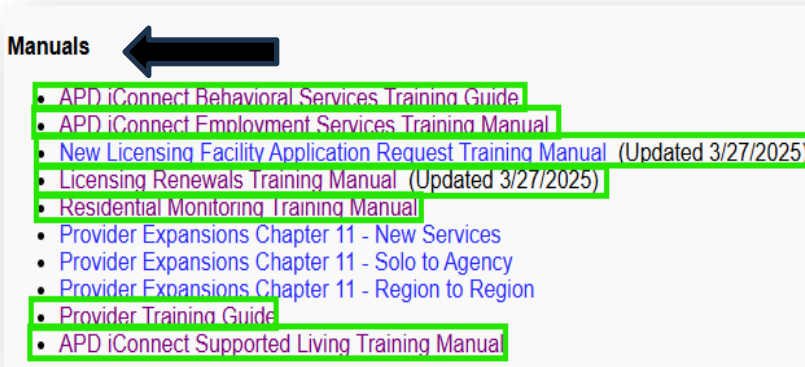 Manuals
APD iConnect Behavioral Services Training Guide
APD iConnect Employment Services Training Manual
New Licensing Facility Application Request Training Manual (Updated 3/27/2025)
Licensing Renewals Training Manual (Updated 3/27/2025)
Residential Monitoring Training Manual
Provider Expansions Chapter 11 - New Services
Provider Expansions Chapter 11 - Solo to Agency
Provider Expansions Chapter 11 - Region to Region
Provider Training Guide
APD iConnect Supported Living Training Manual